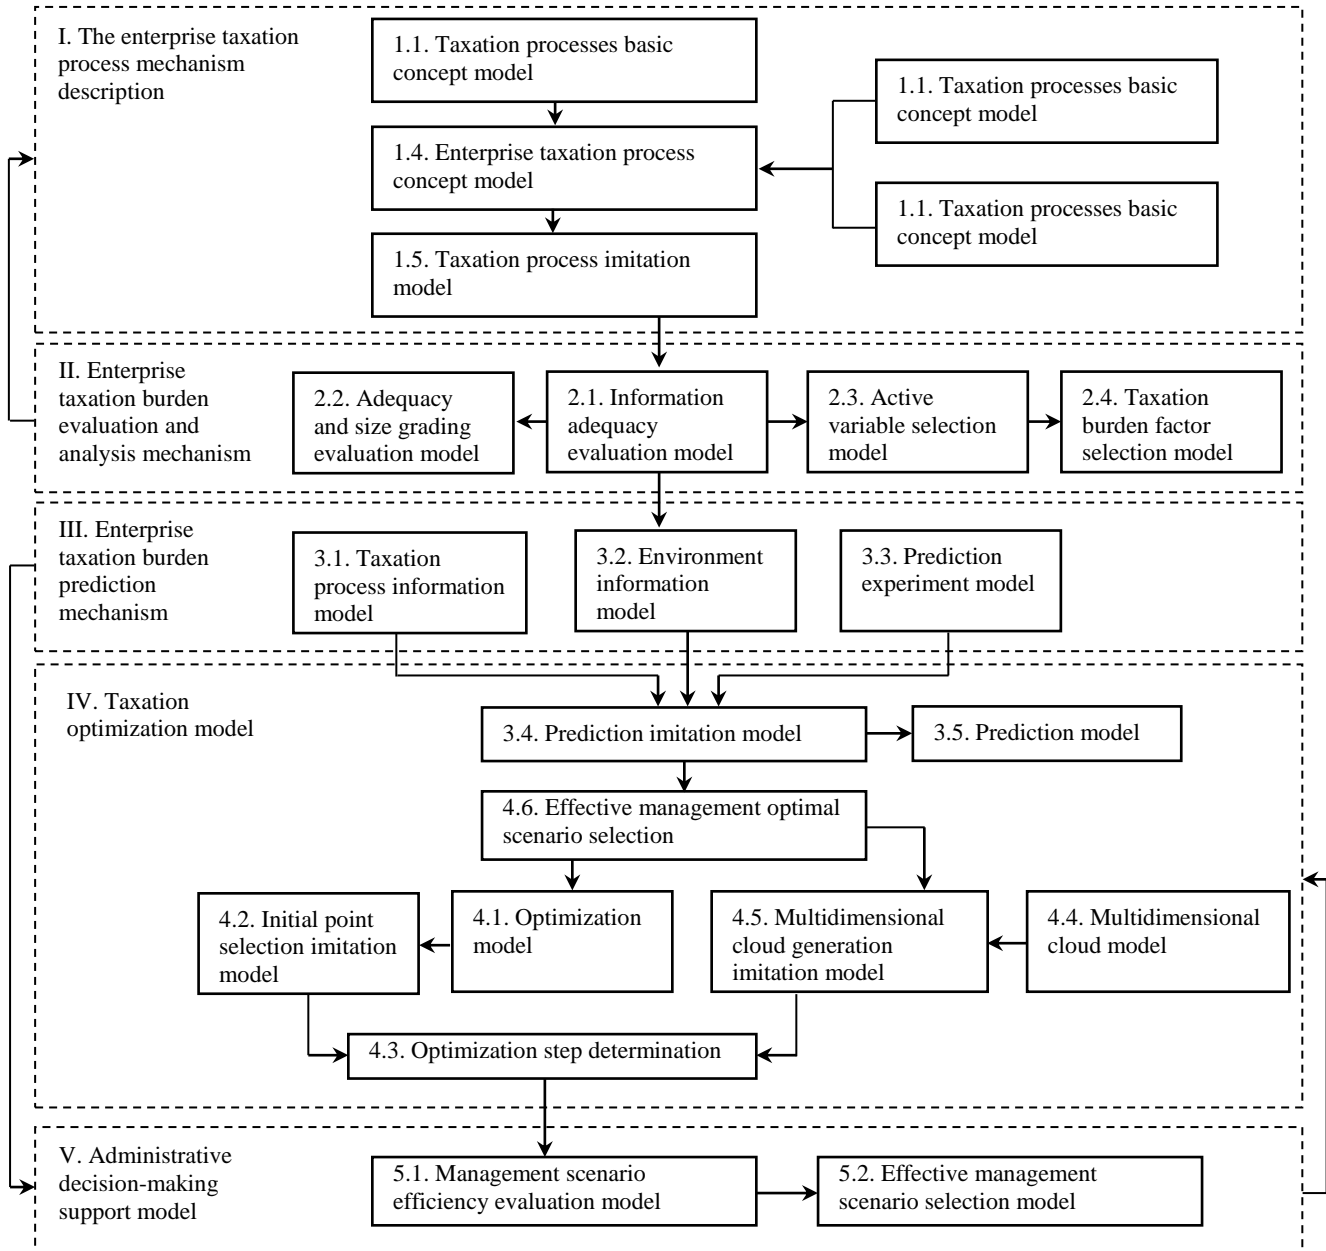 I. The enterprise taxation
process mechanism
description
1.1. Taxation processes basic
concept model
1.1. Taxation processes basic
concept model
1.4. Enterprise taxation process
concept model
1.1. Taxation processes basic
concept model
1.5. Taxation process imitation
model
II. Enterprise
taxation burden
evaluation and
analysis mechanism
2.2. Adequacy
and size grading
evaluation model
2.1. Information
adequacy
evaluation model
2.3. Active
variable selection
model
2.4. Taxation
burden factor
selection model
III. Enterprise
taxation burden
prediction
mechanism
3.1. Taxation
process information
model
3.2. Environment
information
model
3.3. Prediction
experiment model
IV. Taxation
optimization model
3.4. Prediction imitation model
3.5. Prediction model
4.6. Effective management optimal
scenario selection
4.2. Initial point
selection imitation
model
4.1. Optimization
model
4.5. Multidimensional
cloud generation
imitation model
4.4. Multidimensional
cloud model
4.3. Optimization step determination
V. Administrative
decision-making
support model
5.1. Management scenario
efficiency evaluation model
5.2. Effective management
scenario selection model